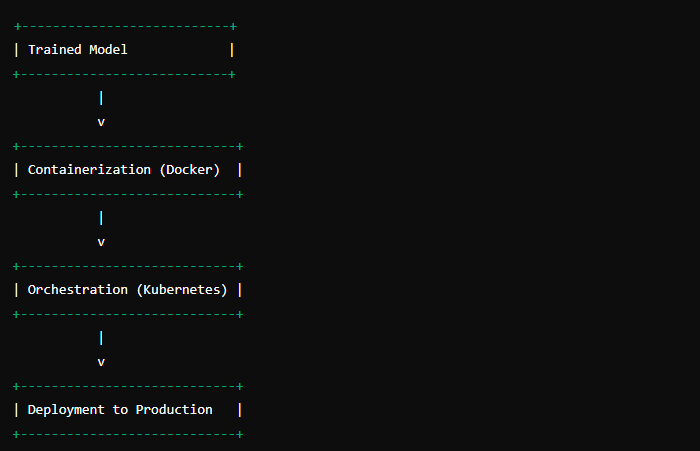 +---------------------------+
| Trained Model             |
+---------------------------+
           |
           v
+----------------------------+
| Containerization (Docker)  |
+----------------------------+
           |
           v
+----------------------------+
| Orchestration (Kubernetes) |
+----------------------------+
           |
           v
+----------------------------+
| Deployment to Production   |
+----------------------------+